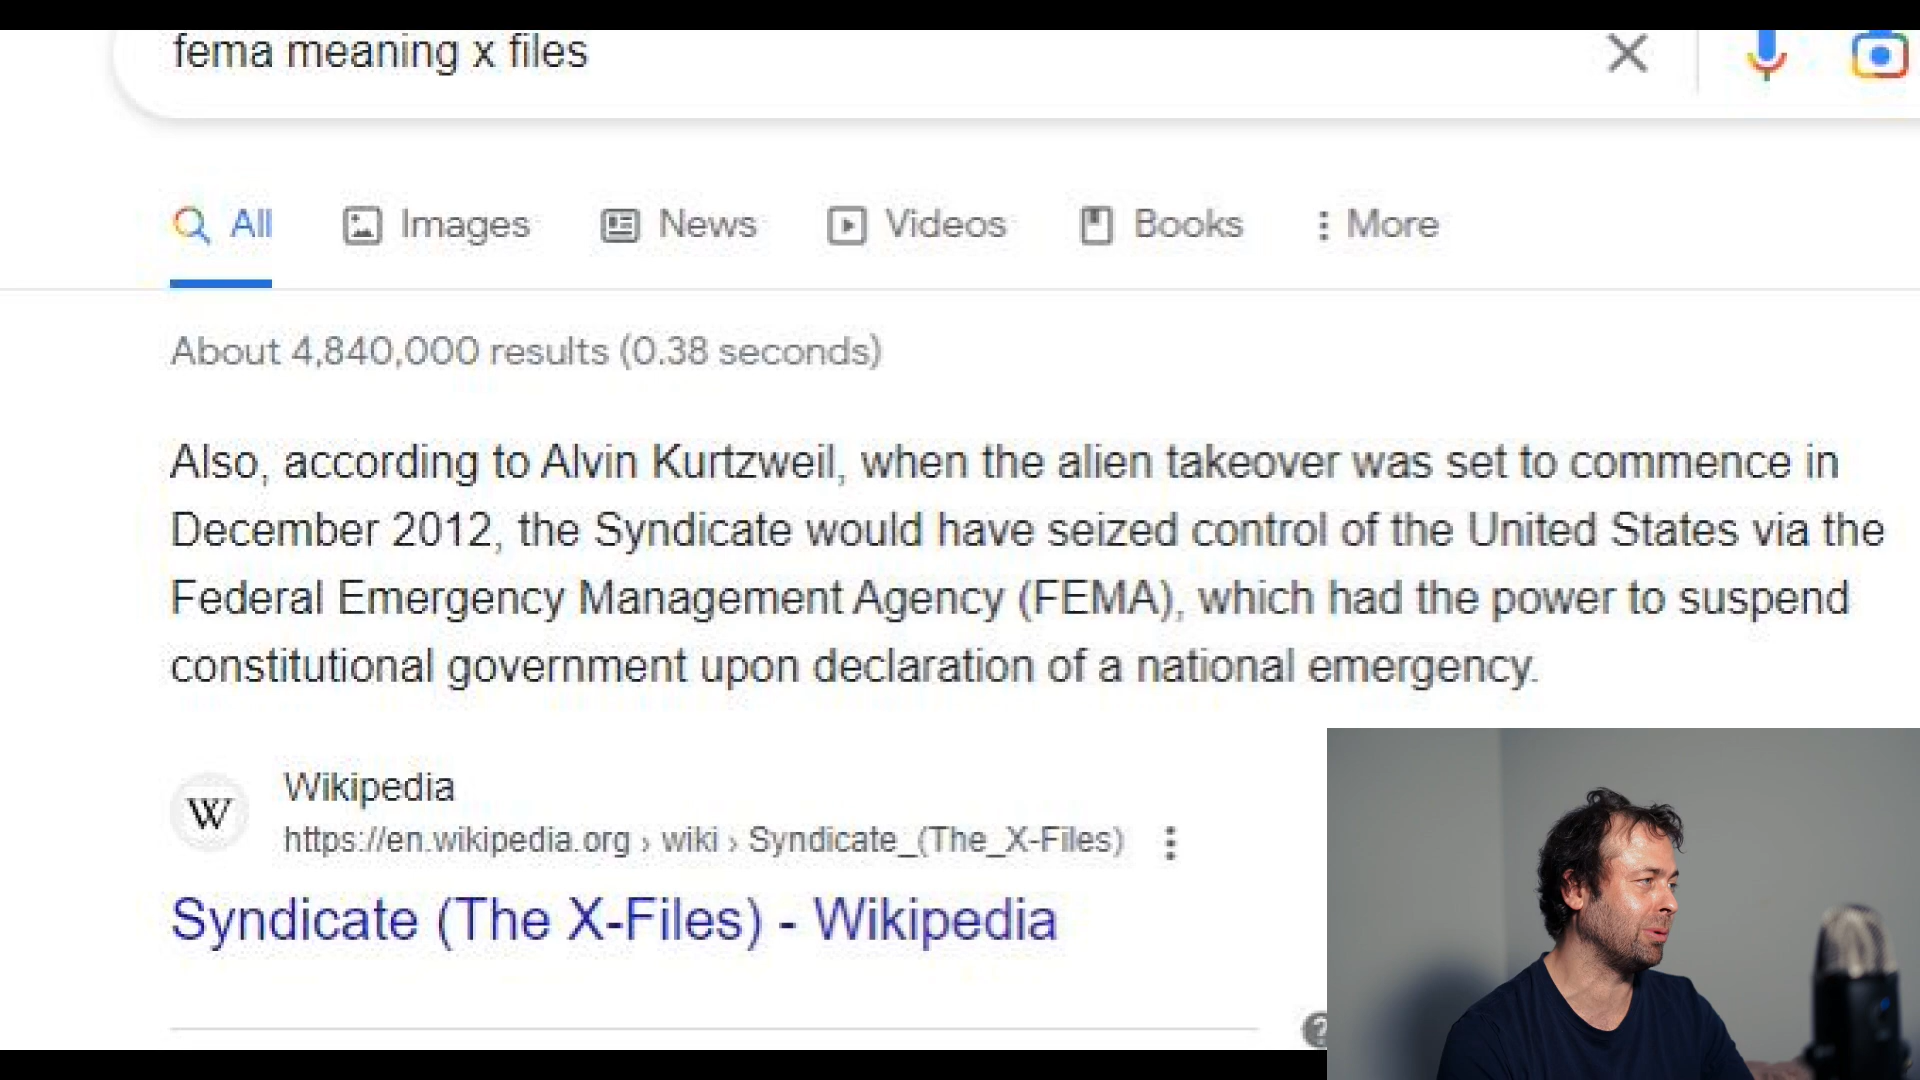 fema meaning x files
All Images News Videos Books More
About 4,840,000 results (0.38 seconds)
Also, according to Alvin Kurtzweil, when the alien takeover was set to commence in
December 2012, the Syndicate would have seized control of the United States via the
Federal Emergency Management Agency (FEMA), which had the power to suspend
constitutional government upon declaration of a national emergency.
W
Wikipedia
https://en.wikipedia.org › wiki › Syndicate_(The_X-Files)
Syndicate (The X-Files) - Wikipedia
?